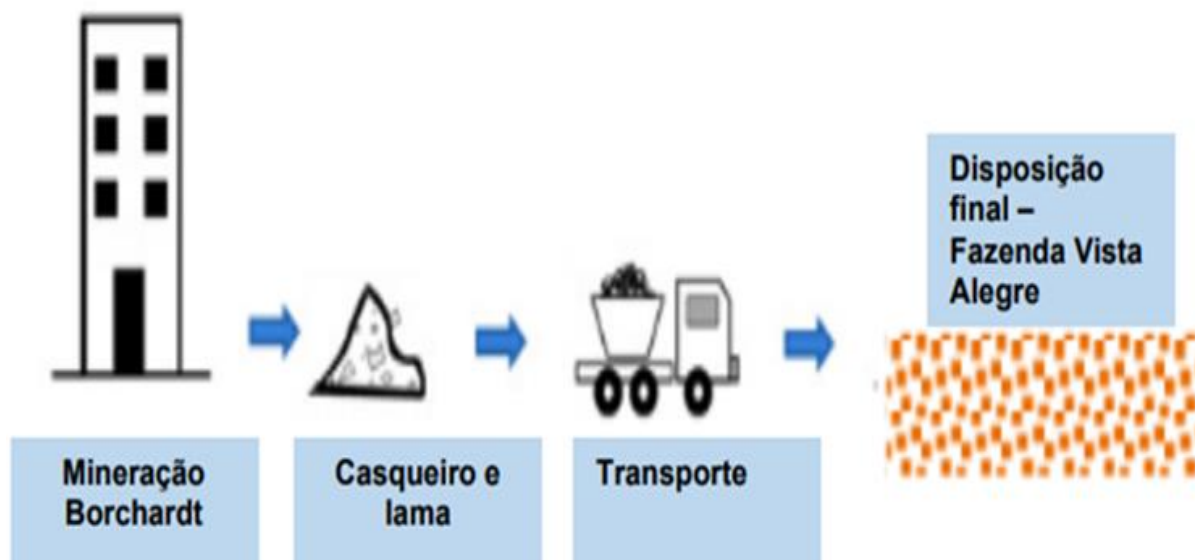 Mineração
Borchardt
Casqueiro e
lama
Transporte
Disposição
final –
Fazenda Vista
Alegre